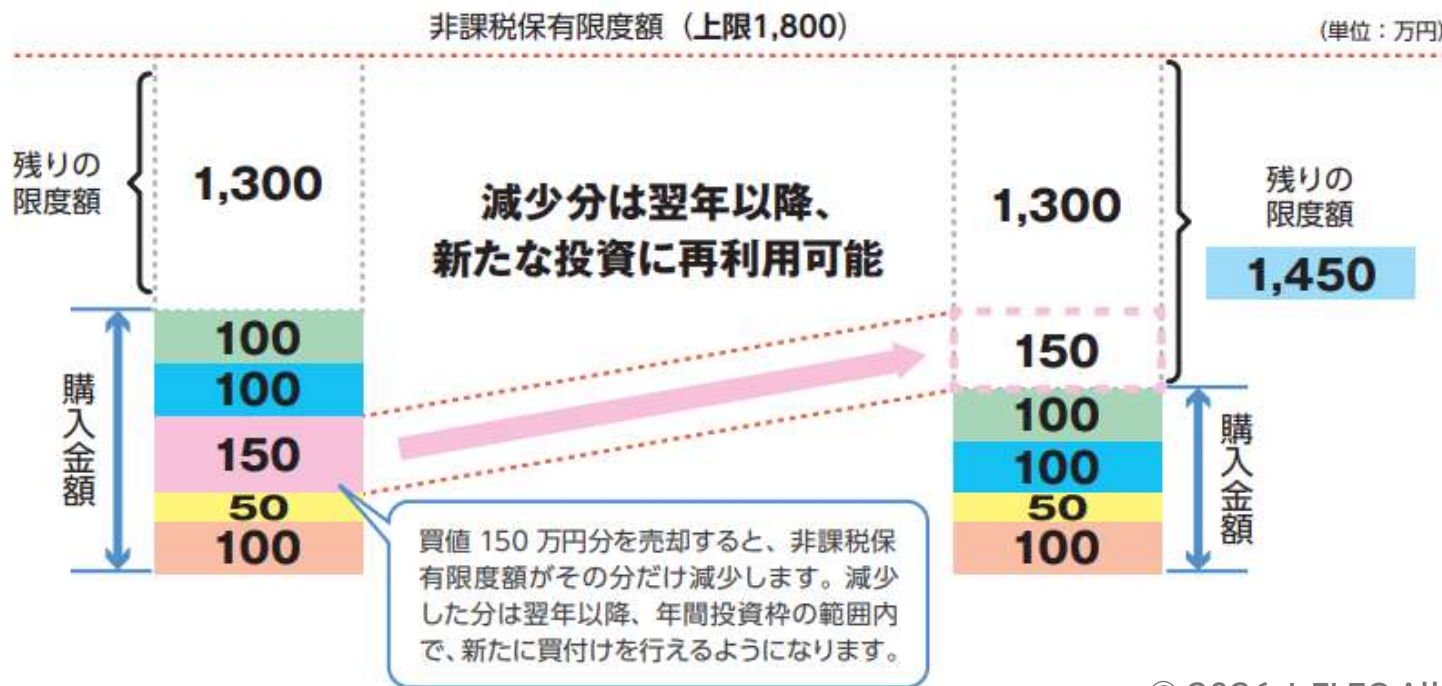 非課税保有限度額（上限1,800）
(単位：万円)
残りの
限度額
1,300
減少分は翌年以降、
新たな投資に再利用可能
1,300
残りの
限度額
1,450
購入金額
100
100
150
50
100
150
100
100
50
100
購入金額
買値 150 万円分を売却すると、非課税保
有限度額がその分だけ減少します。減少
した分は翌年以降、年間投資枠の範囲内
で、新たに買付けを行えるようになります。